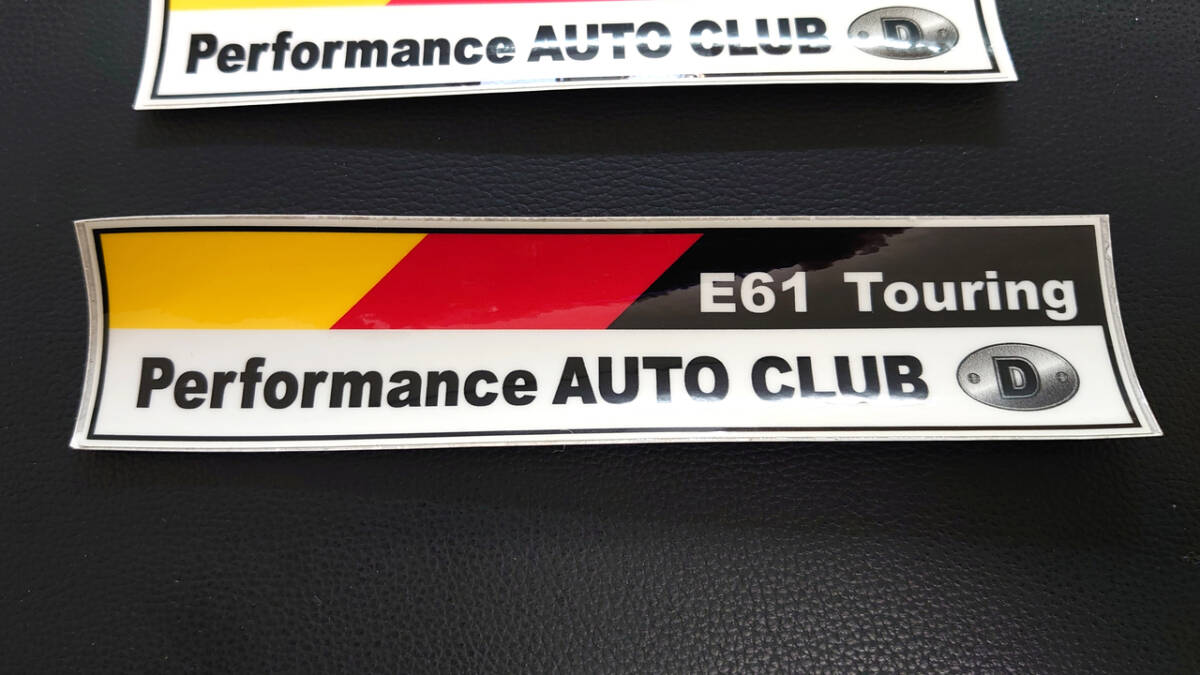 Performance AUTO CLUB D
E61 Touring
Performance AUTO CLUB D